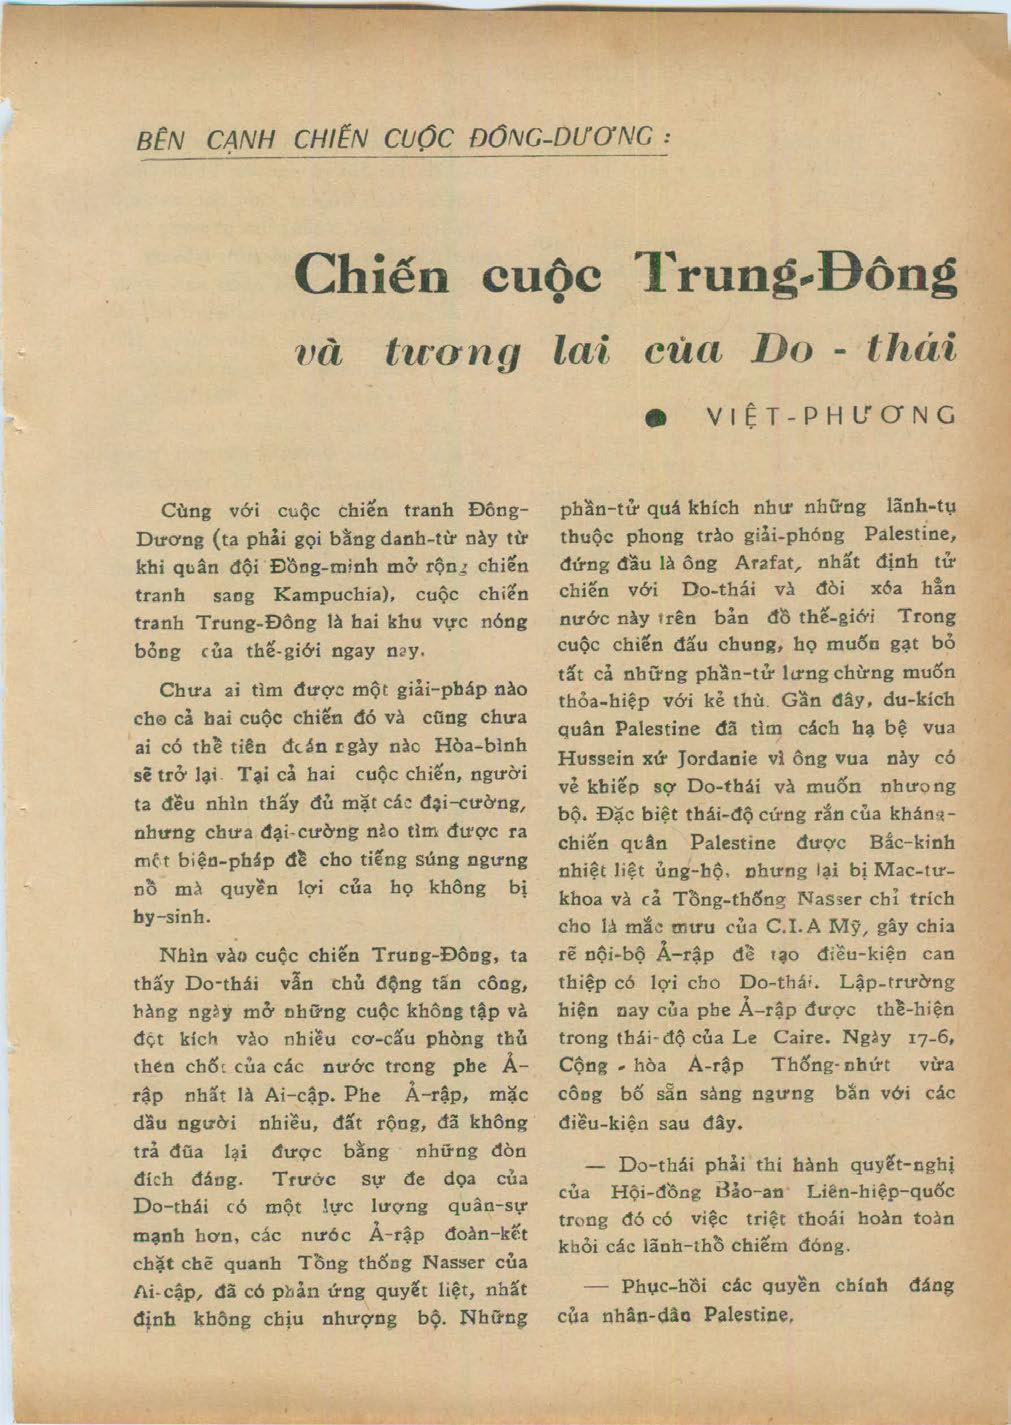 BÊN CẠNH CHIẾN CUỘC ĐÔNG-DƯƠNG :
Chiến cuộc Trung-Đông
và tương lai của Do - thái
● VIỆT-PHƯƠNG
Cùng với cuộc chiến tranh Đông-
Dương (ta phải gọi bằng danh-từ này từ
khi quân đội Đồng-minh mở rộng chiến
tranh sang Kampuchia), cuộc chiến
tranh Trung-Đông là hai khu vực nóng
bỏng của thế-giới ngay nay.
Chưa ai tìm được một giải-pháp nào
cho cả hai cuộc chiến đó và cũng chưa
ai có thể tiên đoán ngày nào Hòa-bình
sẽ trở lại. Tại cả hai cuộc chiến, người
ta đều nhìn thấy đủ mặt các đại-cường,
nhưng chưa đại-cường nào tìm được ra
một biện-pháp để cho tiếng súng ngưng
nổ mà quyền lợi của họ không bị
hy-sinh.
Nhìn vào cuộc chiến Trung-Đông, ta
thấy Do-thái vẫn chủ động tấn công,
hàng ngày mở những cuộc không tập và
đột kích vào nhiều cơ-cấu phòng thủ
then chốt của các nước trong phe Ả-
rập nhất là Ai-cập. Phe Ả-rập, mặc
dầu người nhiều, đất rộng, đã không
trả đũa lại được bằng những đòn
đích đáng. Trước sự đe dọa của
Do-thái có một lực lượng quân-sự
mạnh hơn, các nước Ả-rập đoàn-kết
chặt chẽ quanh Tổng thống Nasser của
Ai-cập, đã có phản ứng quyết liệt, nhất
định không chịu nhượng bộ. Những
phần-tử quá khích như những lãnh-tụ
thuộc phong trào giải-phóng Palestine,
đứng đầu là ông Arafat, nhất định tử
chiến với Do-thái và đòi xóa hẳn
nước này trên bản đồ thế-giới Trong
cuộc chiến đấu chung, họ muốn gạt bỏ
tất cả những phần-tử lưng chừng muốn
thỏa-hiệp với kẻ thù. Gần đây, du-kích
quân Palestine đã tìm cách hạ bệ vua
Hussein xứ Jordanie vì ông vua này có
vẻ khiếp sợ Do-thái và muốn nhượng
bộ. Đặc biệt thái-độ cứng rắn của kháng-
chiến quân Palestine được Bắc-kinh
nhiệt liệt ủng-hộ, nhưng lại bị Mac-tư-
khoa và cả Tổng-thống Nasser chỉ trích
cho là mắc mưu của C.I.A Mỹ, gây chia
rẽ nội-bộ Ả-rập để tạo điều-kiện can
thiệp có lợi cho Do-thái. Lập-trường
hiện nay của phe Ả-rập được thể-hiện
trong thái-độ của Le Caire. Ngày 17-6,
Cộng - hòa A-rập Thống-nhứt vừa
công bố sẵn sàng ngưng bắn với các
điều-kiện sau đây.
— Do-thái phải thi hành quyết-nghị
của Hội-đồng Bảo-an Liên-hiệp-quốc
trong đó có việc triệt thoái hoàn toàn
khỏi các lãnh-thổ chiếm đóng.
— Phục-hồi các quyền chính đáng
của nhân-dân Palestine.